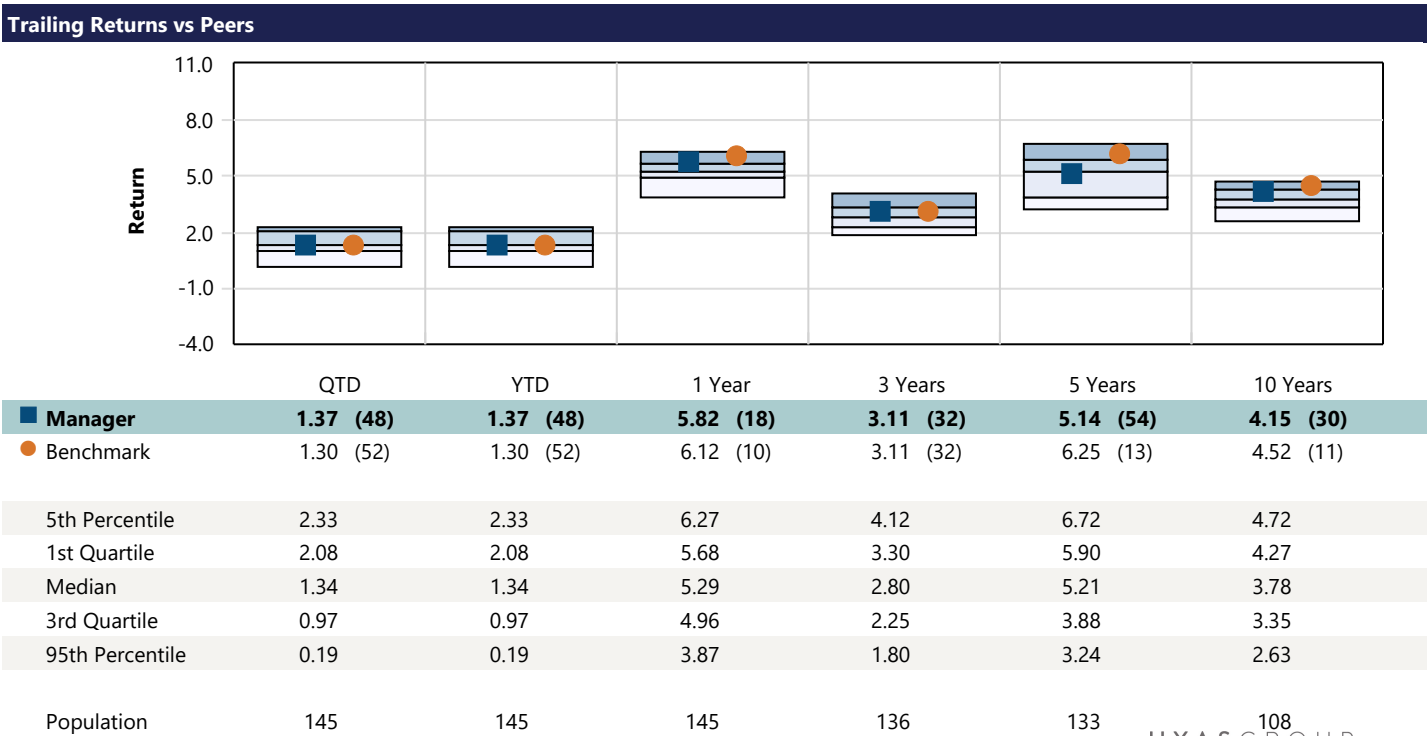 Trailing Returns vs Peers
11.0
8.0
5.0
2.0
-1.0
-4.0
Return
QTD YTD 1 Year 3 Years 5 Years 10 Years
Manager 1.37 (48) 1.37 (48) 5.82 (18) 3.11 (32) 5.14 (54) 4.15 (30)
Benchmark 1.30 (52) 1.30 (52) 6.12 (10) 3.11 (32) 6.25 (13) 4.52 (11)
5th Percentile 2.33 2.33 6.27 4.12 6.72 4.72
1st Quartile 2.08 2.08 5.68 3.30 5.90 4.27
Median 1.34 1.34 5.29 2.80 5.21 3.78
3rd Quartile 0.97 0.97 4.96 2.25 3.88 3.35
95th Percentile 0.19 0.19 3.87 1.80 3.24 2.63
Population 145 145 145 136 133 108